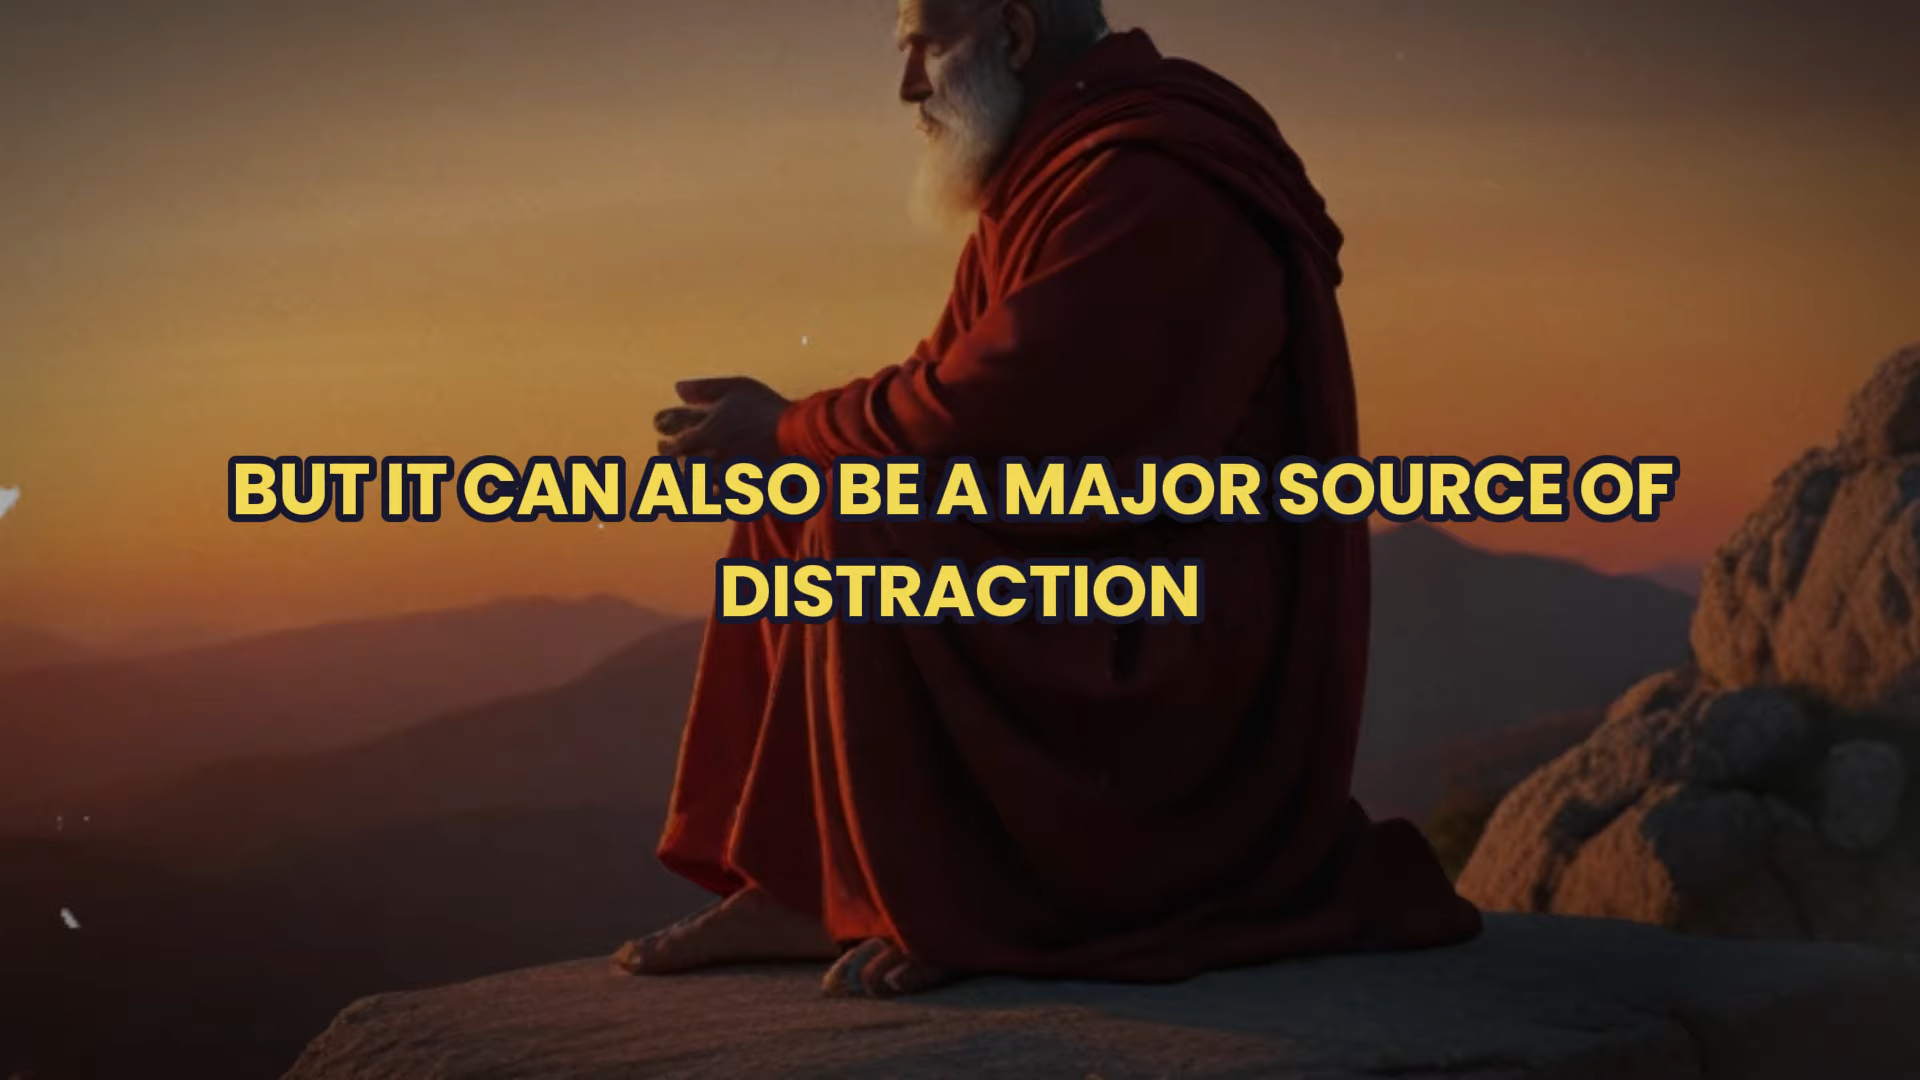 BUT IT CAN ALSO BE A MAJOR SOURCE OF
DISTRACTION